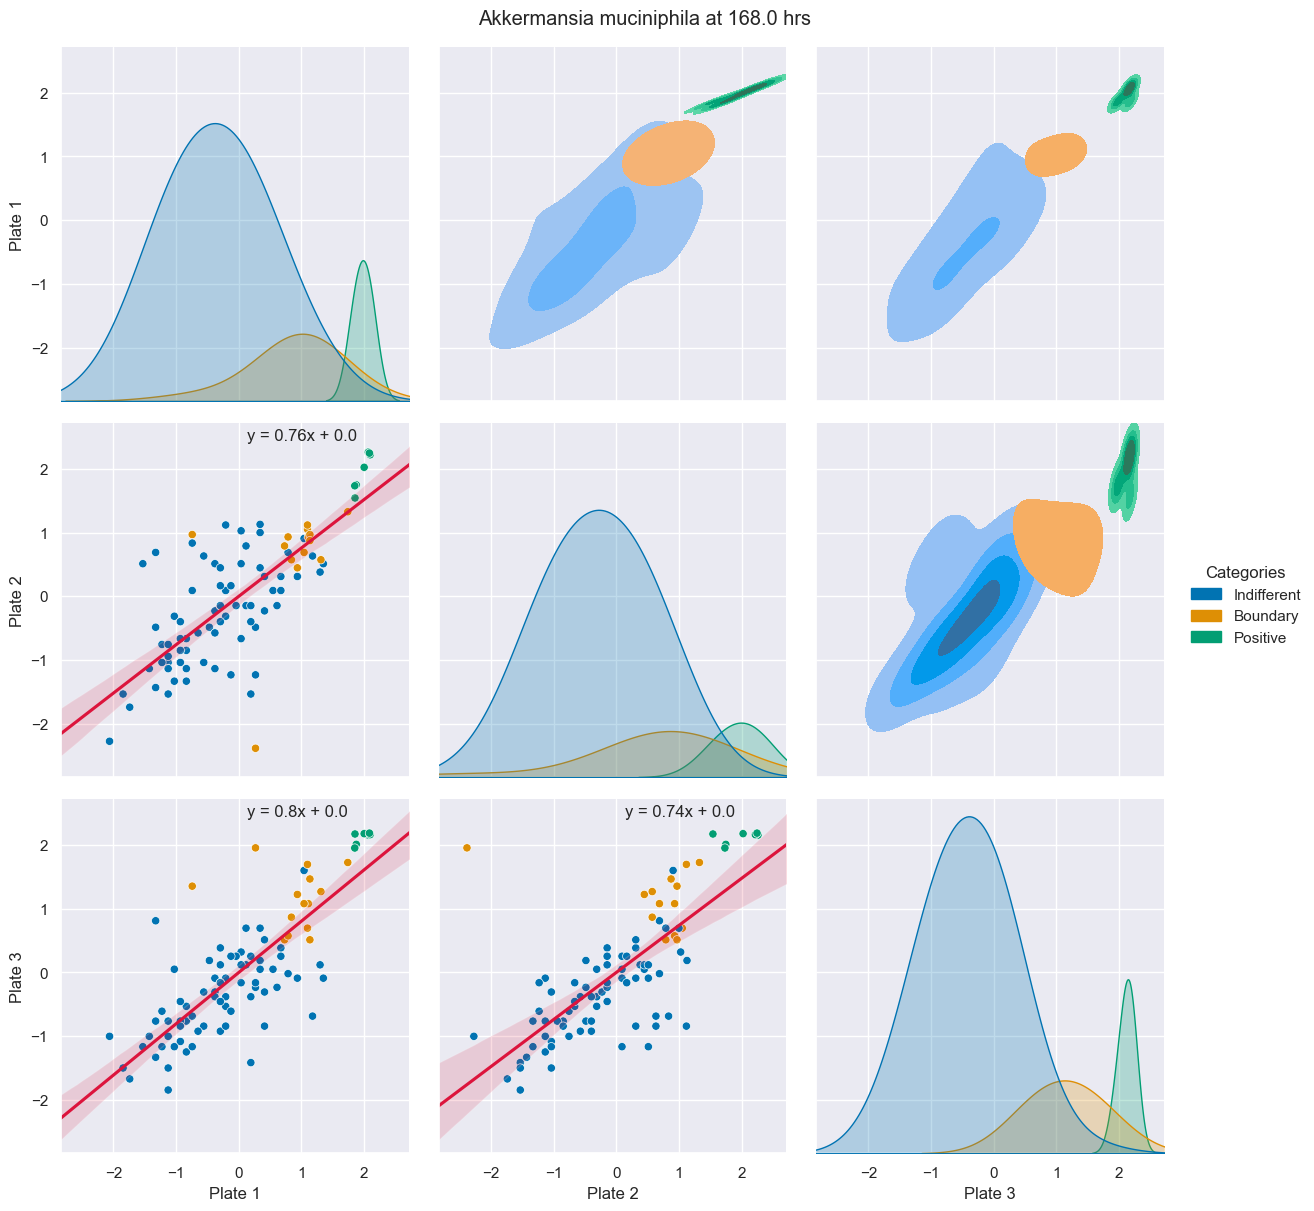 Akkermansia muciniphila at 168.0 hrs
2
1
0
−1
−2
Plate 1
y = 0.76x + 0.0
2
1
0
−1
−2
Plate 2
Categories
Indifferent
Boundary
Positive
y = 0.8x + 0.0
y = 0.74x + 0.0
2
1
0
−1
−2
Plate 3
−2 −1 0 1 2
−2 −1 0 1 2
−2 −1 0 1 2
Plate 1
Plate 2
Plate 3